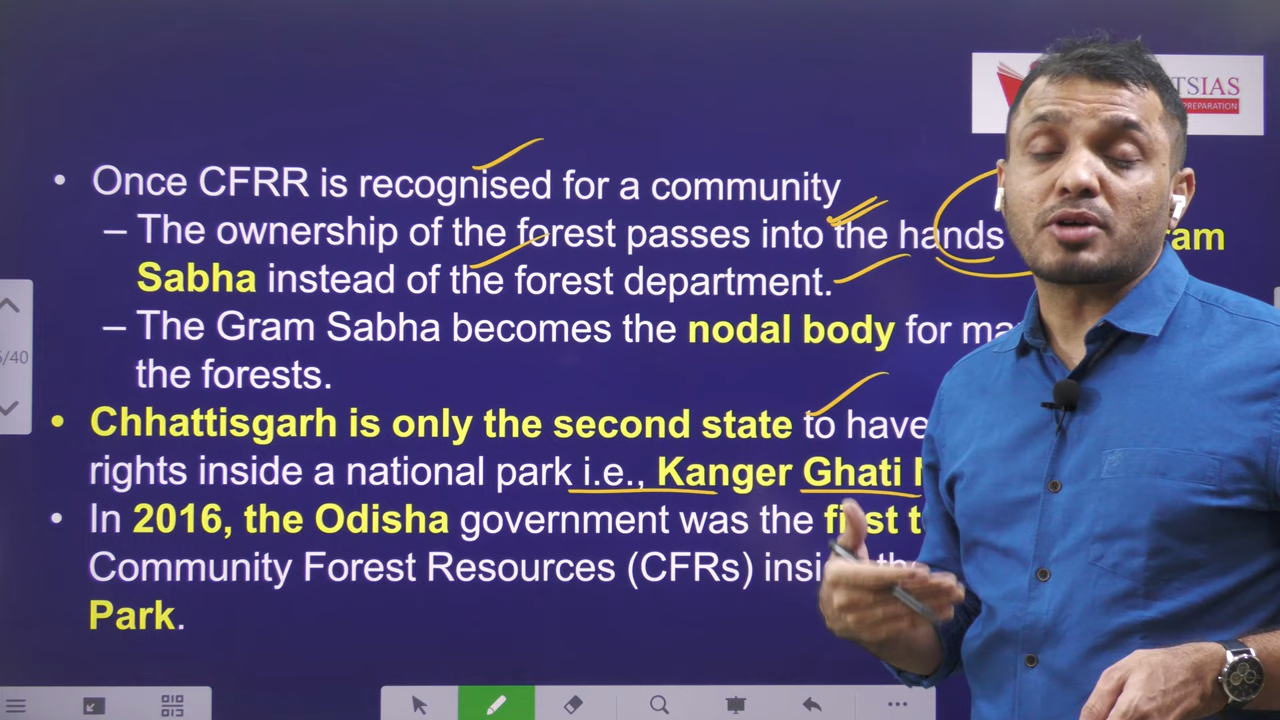 TSIAS
PREPARATION
• Once CFRR is recognised for a community
– The ownership of the forest passes into the hands
Sabha instead of the forest department.
– The Gram Sabha becomes the nodal body for
the forests.
• Chhattisgarh is only the second state to have
rights inside a national park i.e., Kanger Ghati
• In 2016, the Odisha government was the first
Community Forest Resources (CFRs)
Park.
/40